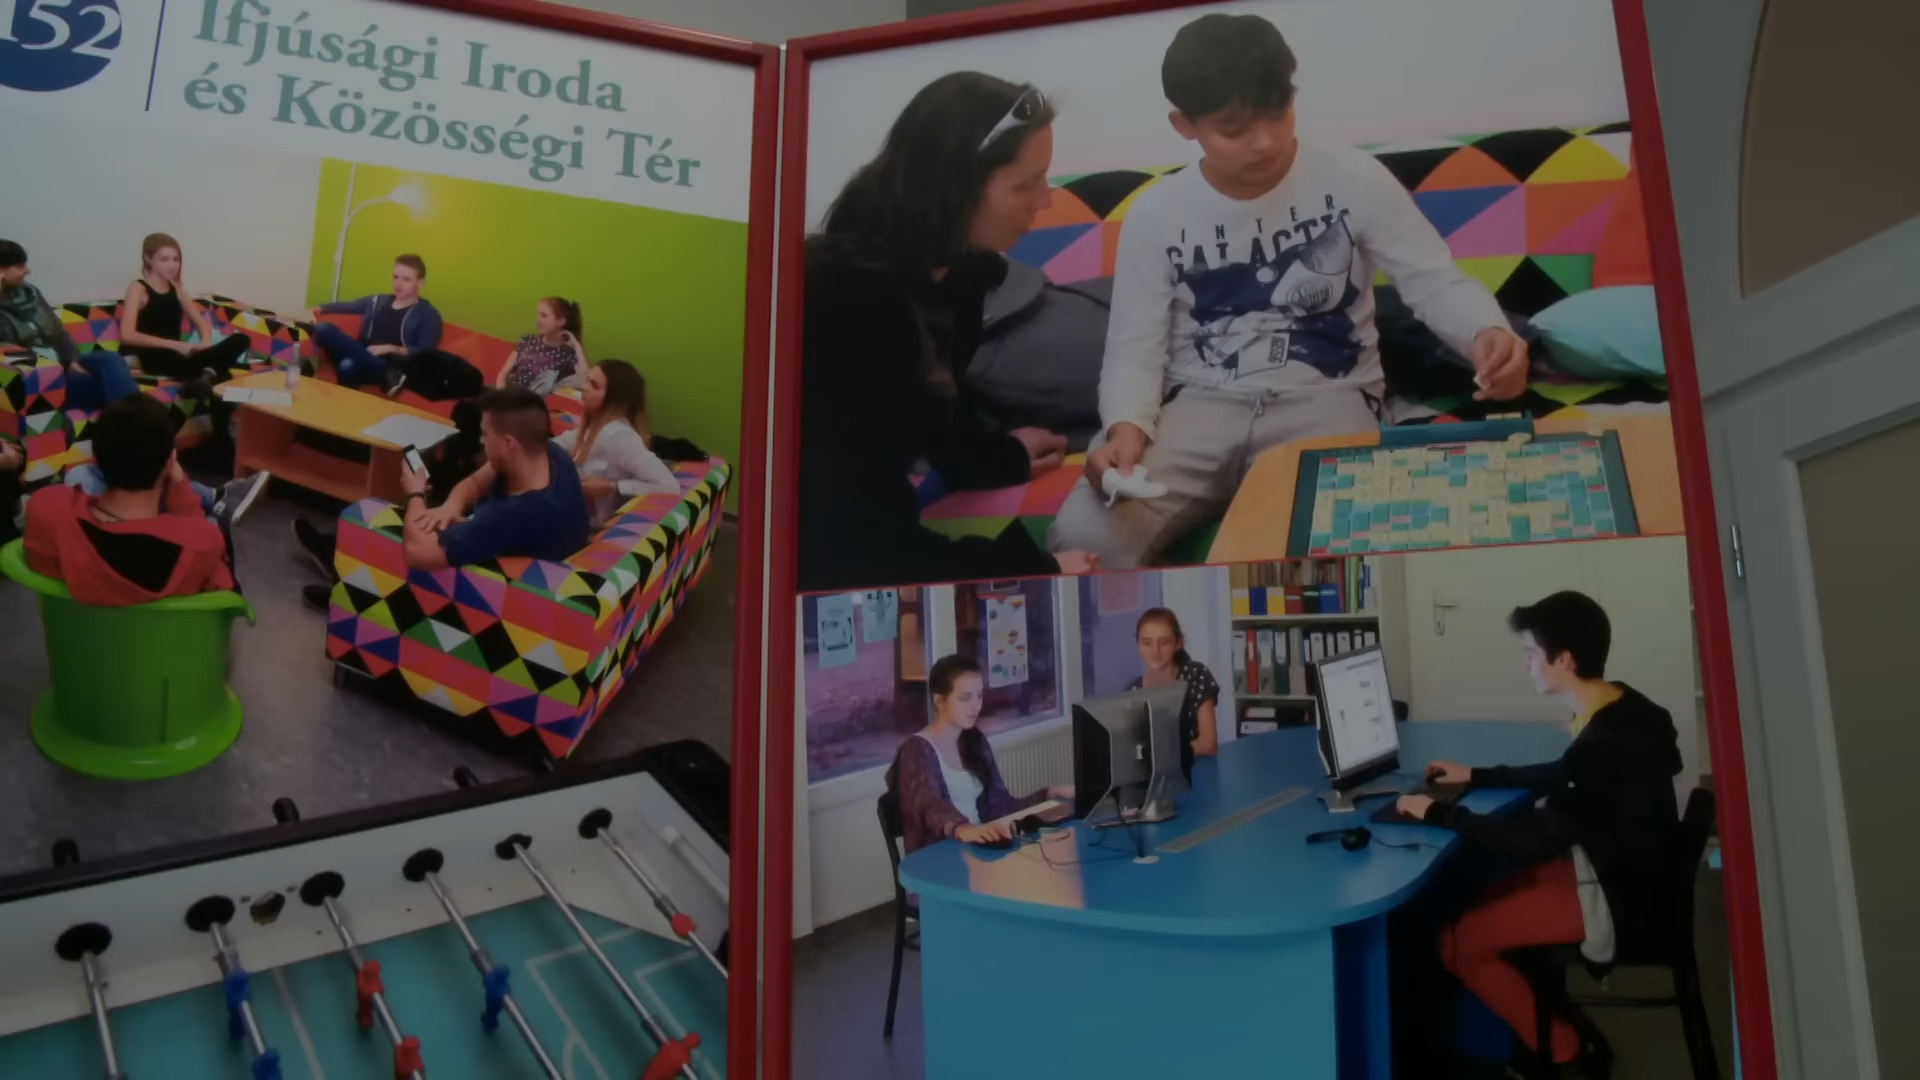 152
Ifjúsági Iroda
és Közösségi Tér
INTER
GALACTIC